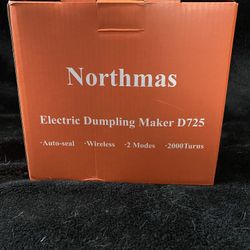 Northmas
Electric Dumpling Maker D725
·Auto-seal ·Wireless ·2 Modes ·2000Turns